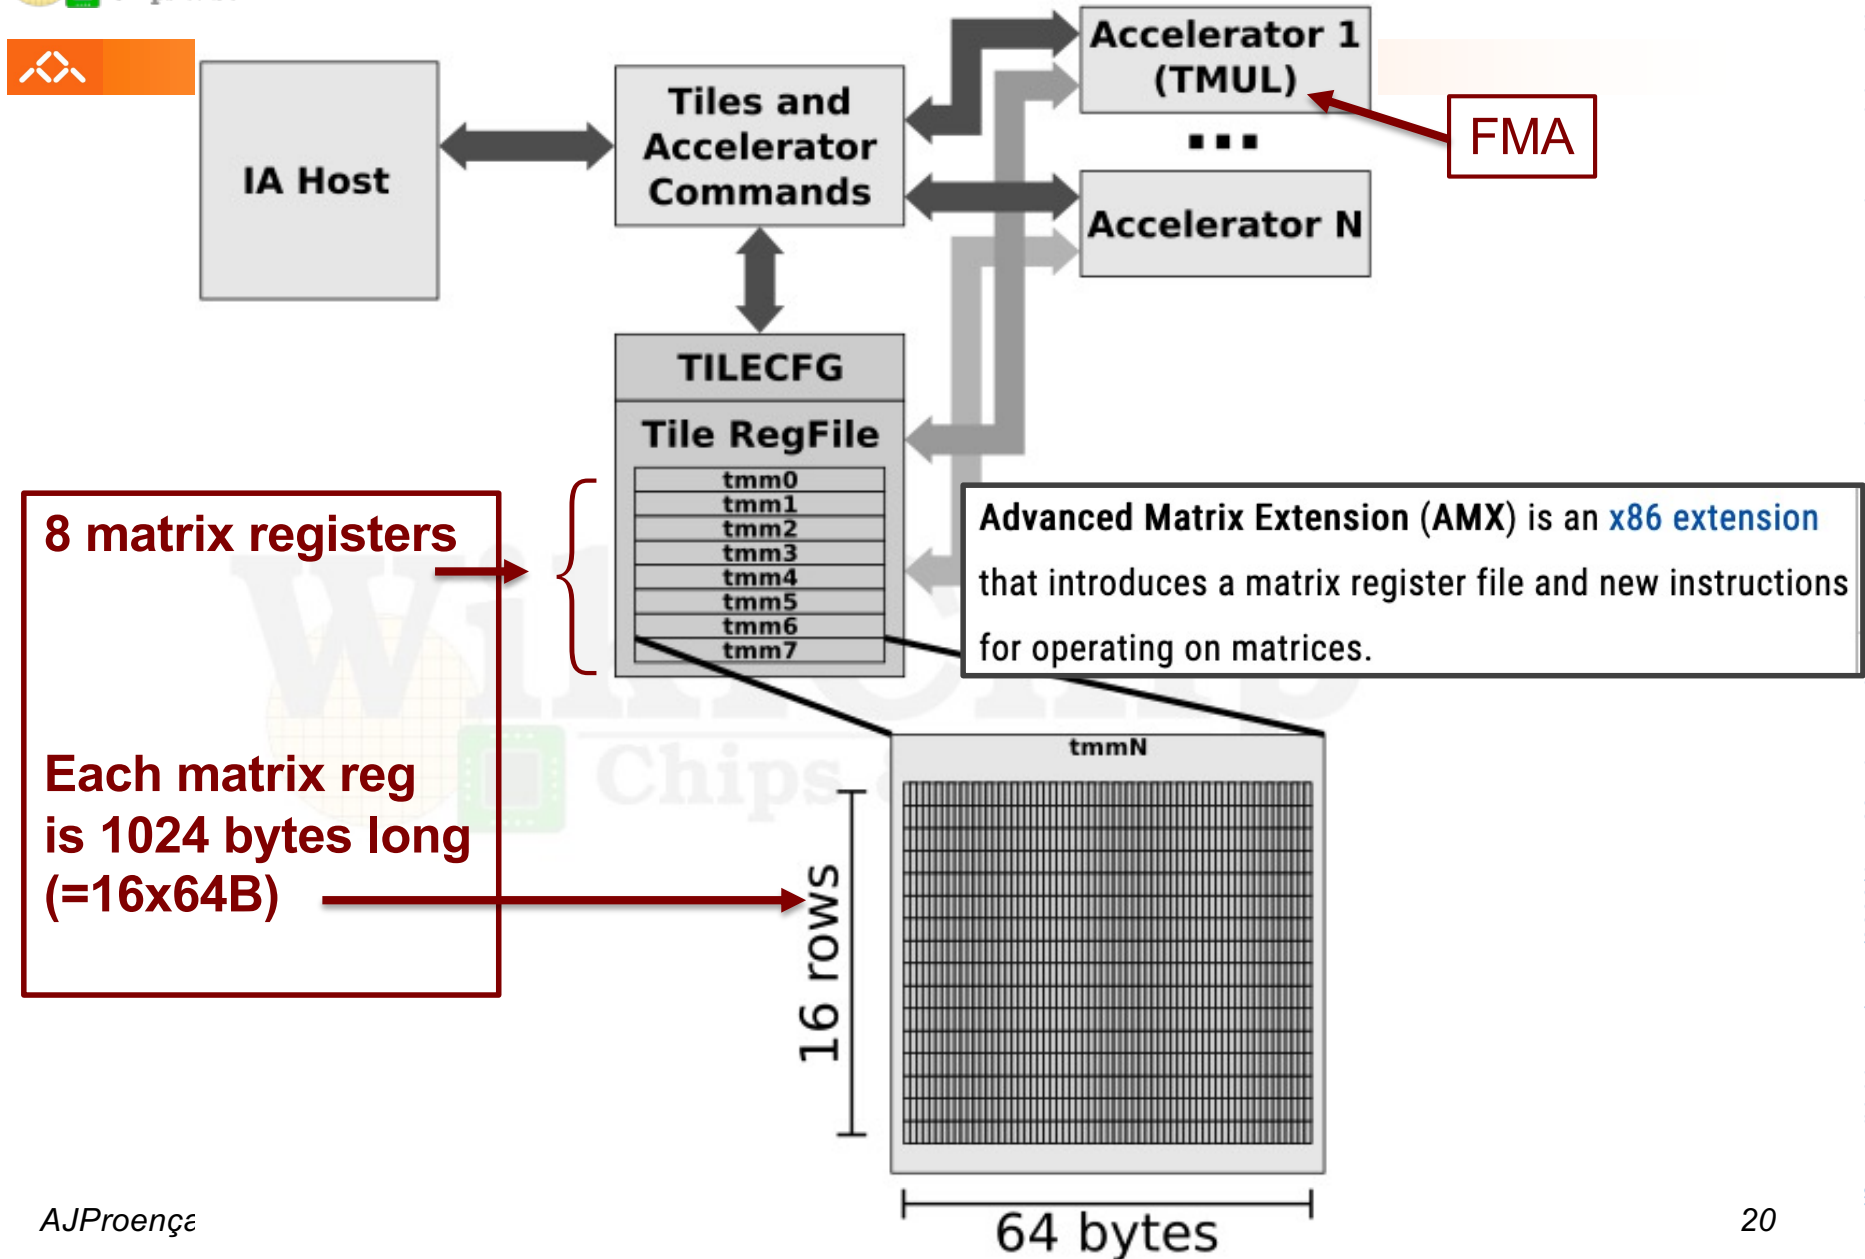 IA Host
Tiles and
Accelerator
Commands
Accelerator 1
(TMUL)
...
Accelerator N
FMA
TILECFG
Tile RegFile
tmm0
tmm1
tmm2
tmm3
tmm4
tmm5
tmm6
tmm7
8 matrix registers
Each matrix reg
is 1024 bytes long
(=16x64B)
Advanced Matrix Extension (AMX) is an x86 extension
that introduces a matrix register file and new instructions
for operating on matrices.
tmmN
16 rows
64 bytes
WikiChip
Chips &
AJProença
20